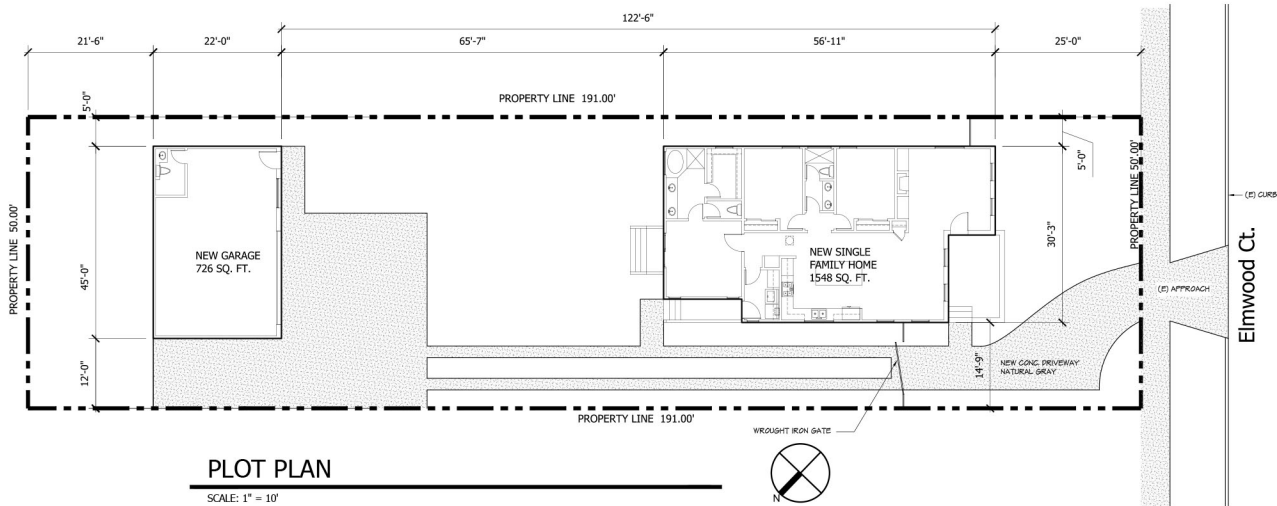 122'-6"
21'-6"
22'-0"
65'-7"
56'-11"
25'-0"
5'-0"
PROPERTY LINE 191.00'
5'-0"
PROPERTY LINE 50.00'
PROPERTY LINE 50.00'
(E) CURB
45'-0"
NEW GARAGE
726 SQ. FT.
NEW SINGLE
FAMILY HOME
1548 SQ. FT.
30'-3"
(E) APPROACH
Elmwood Ct.
12'-0"
14'-9"
NEW CONC. DRIVEWAY
NATURAL GRAY
PROPERTY LINE 191.00'
WROUGHT IRON GATE
PLOT PLAN
SCALE: 1" = 10'
N